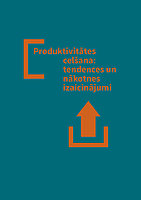 Produktivitātes
celšana:
tendences un
nākotnes
izaicinājumi